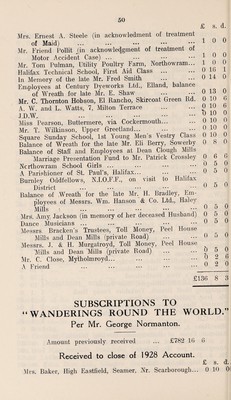 50
£ s. d.
Mrs. Ernest A. Steele (in acknowledment of treatment
of Maid) ... 1 0 0
Mr. Friend Pollit (in acknowledgment of treatment of
Motor Accident Case) ... 1 0 0
Mr. Tom Pulman, Utility Poultry Farm, Northowram... 1 0 0
Halifax Technical School, First Aid Class ... 0 16 1
In Memory of the late Mr. Fred Smith ... 0 14 0
Employees at Century Dyeworks Ltd., Elland, balance
of Wreath for late Mr. E. Shaw ... 0 13 0
Mr. C. Thornton Hobson, El Rancho, Skircoat Green Rd. 0 10 6
A. W. and L. Watts, 7, Milton Terrace ... 0 10 6
J.D.W. ... 0 10 0
Miss Pearson, Buttermere, via Cockermouth... 0 10 0
Mr. T. Wilkinson, Upper Greetland... 0 10 0
Square Sunday School, 1st Young Men's Vestry Class 0 10 0
Balance of Wreath for the late Mr. Eli Berry, Sowerby 0 8 0
Balance of Staff and Employees at Dean Clough Mills
Marriage Presentation Fund to Mr. Patrick Crossley 0 6 0
Northowram School Girls ... 0 5 0
A Parishioner of St. Paul's, Halifax... 0 5 0
Burnley Oddfellows, N.I.O.F.F., on visit to Halifax
District ... 0 5 0
Balance of Wreath for the late Mr. H. Bradley, Em-
ployees of Messrs. Wm. Hanson & Co. Ltd., Haley
Mills ... 0 5 0
Mrs. Amy Jackson (in memory of her deceased Husband) 0 5 0
Dance Musicians ... 0 5 0
Messrs. Bracken's Trustees, Toll Money, Peel House
Mills and Dean Mills (private Road) ... 0 5 0
Messrs. J. & H. Murgatroyd, Toll Money, Peel House
Mills and Dean Mills (private Road) ... 0 5 0
Mr. C. Close, Mytholmroyd... 0 2 6
A Friend ... 0 2 0
£136 8 3
SUBSCRIPTIONS TO
"WANDERINGS ROUND THE WORLD."
Per Mr. George Normanton.
Amount previously received ... £782 16 6
Received to close of 1928 Account.
£ s. d.
Mrs. Baker, High Eastfield, Seamer, Nr. Scarborough... 0 10 0